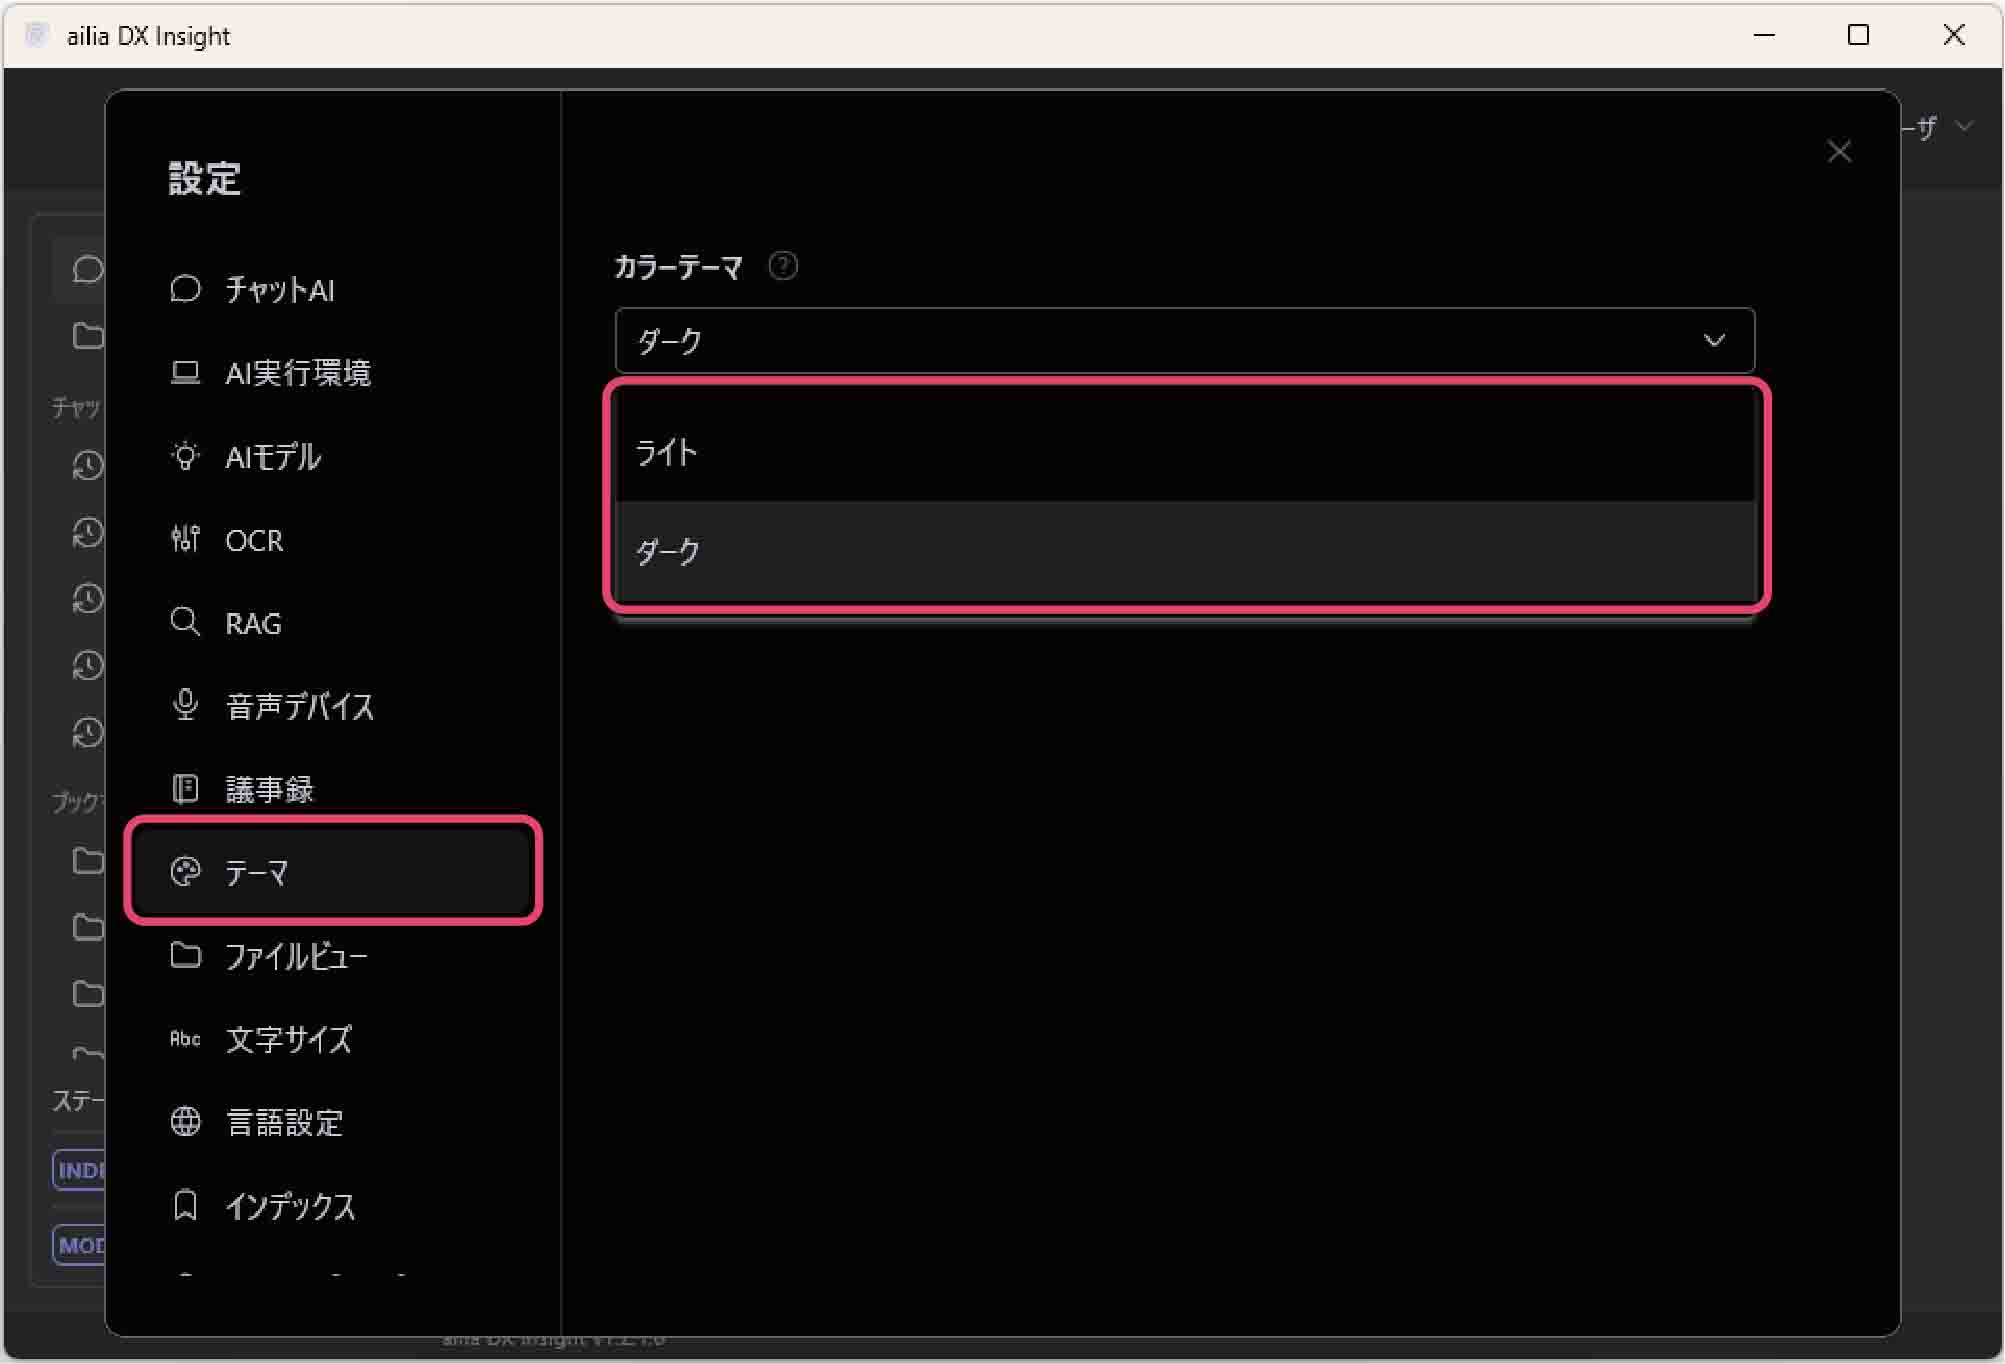 ailia DX Insight
ーザ
設定
チャットAI
AI実行環境
AIモデル
OCR
RAG
音声デバイス
議事録
テーマ
ファイルビュー
Abc 文字サイズ
言語設定
インデックス
カラーテーマ ?
ダーク
ライト
ダーク
チャッ
ブック
ステー
INDE
MOD
ailia DX Insight